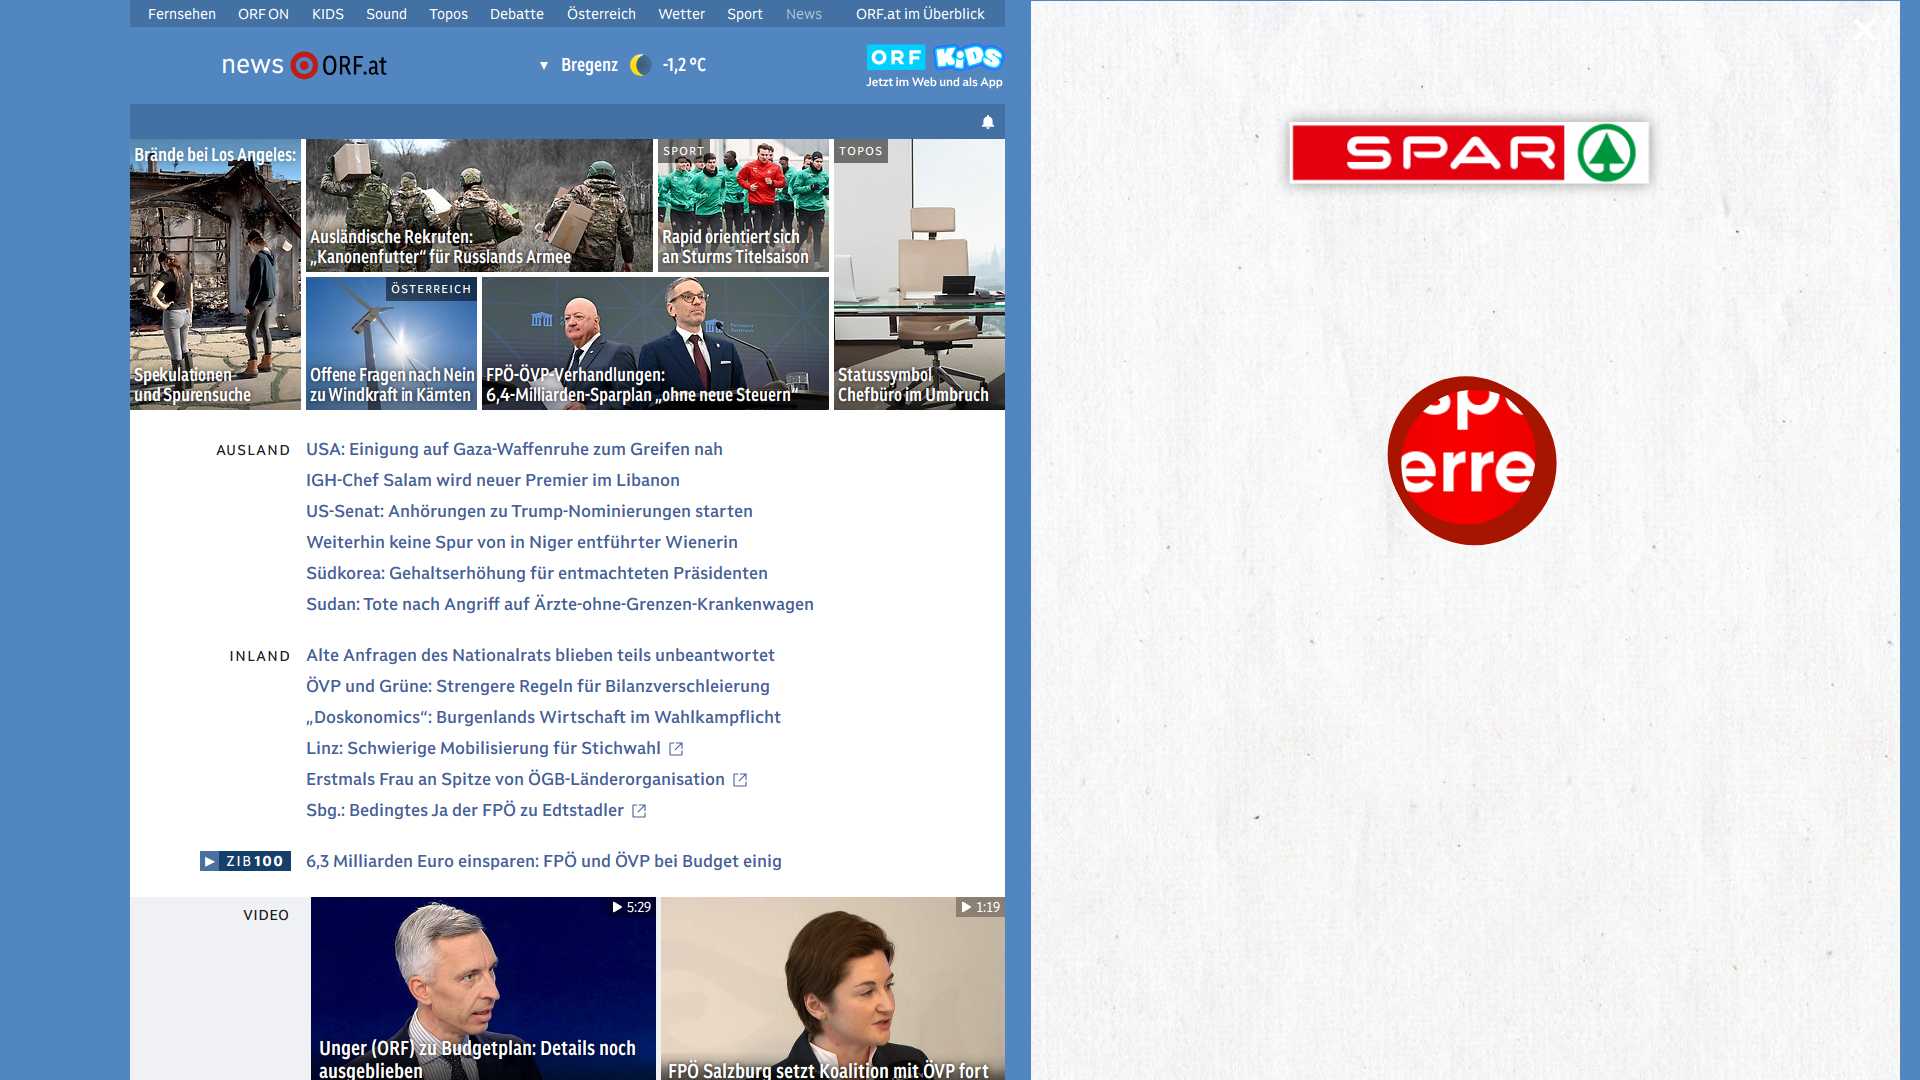 Fernsehen ORF ON KIDS Sound Topos Debatte Österreich Wetter Sport News ORF.at im Überblick
news ORF.at
Bregenz -1,2 °C
ORF KiDS
Jetzt im Web und als App
SPAR
Brände bei Los Angeles:
Spekulationen
und Spurensuche
Ausländische Rekruten:
„Kanonenfutter“ für Russlands Armee
SPORT
Rapid orientiert sich
an Sturms Titelsaison
TOPOS
Statussymbol
Chefbüro im Umbruch
ÖSTERREICH
Offene Fragen nach Nein
zu Windkraft in Kärnten
FPÖ-ÖVP-Verhandlungen:
6,4-Milliarden-Sparplan „ohne neue Steuern“
erre
AUSLAND
USA: Einigung auf Gaza-Waffenruhe zum Greifen nah
IGH-Chef Salam wird neuer Premier im Libanon
US-Senat: Anhörungen zu Trump-Nominierungen starten
Weiterhin keine Spur von in Niger entführter Wienerin
Südkorea: Gehaltserhöhung für entmachteten Präsidenten
Sudan: Tote nach Angriff auf Ärzte-ohne-Grenzen-Krankenwagen
INLAND
Alte Anfragen des Nationalrats blieben teils unbeantwortet
ÖVP und Grüne: Strengere Regeln für Bilanzverschleierung
„Doskonomics“: Burgenlands Wirtschaft im Wahlkampflicht
Linz: Schwierige Mobilisierung für Stichwahl
Erstmals Frau an Spitze von ÖGB-Länderorganisation
Sbg.: Bedingtes Ja der FPÖ zu Edtstadler
ZIB100
6,3 Milliarden Euro einsparen: FPÖ und ÖVP bei Budget einig
VIDEO
5:29
Unger (ORF) zu Budgetplan: Details noch
ausgeblieben
1:19
FPÖ Salzburg setzt Koalition mit ÖVP fort